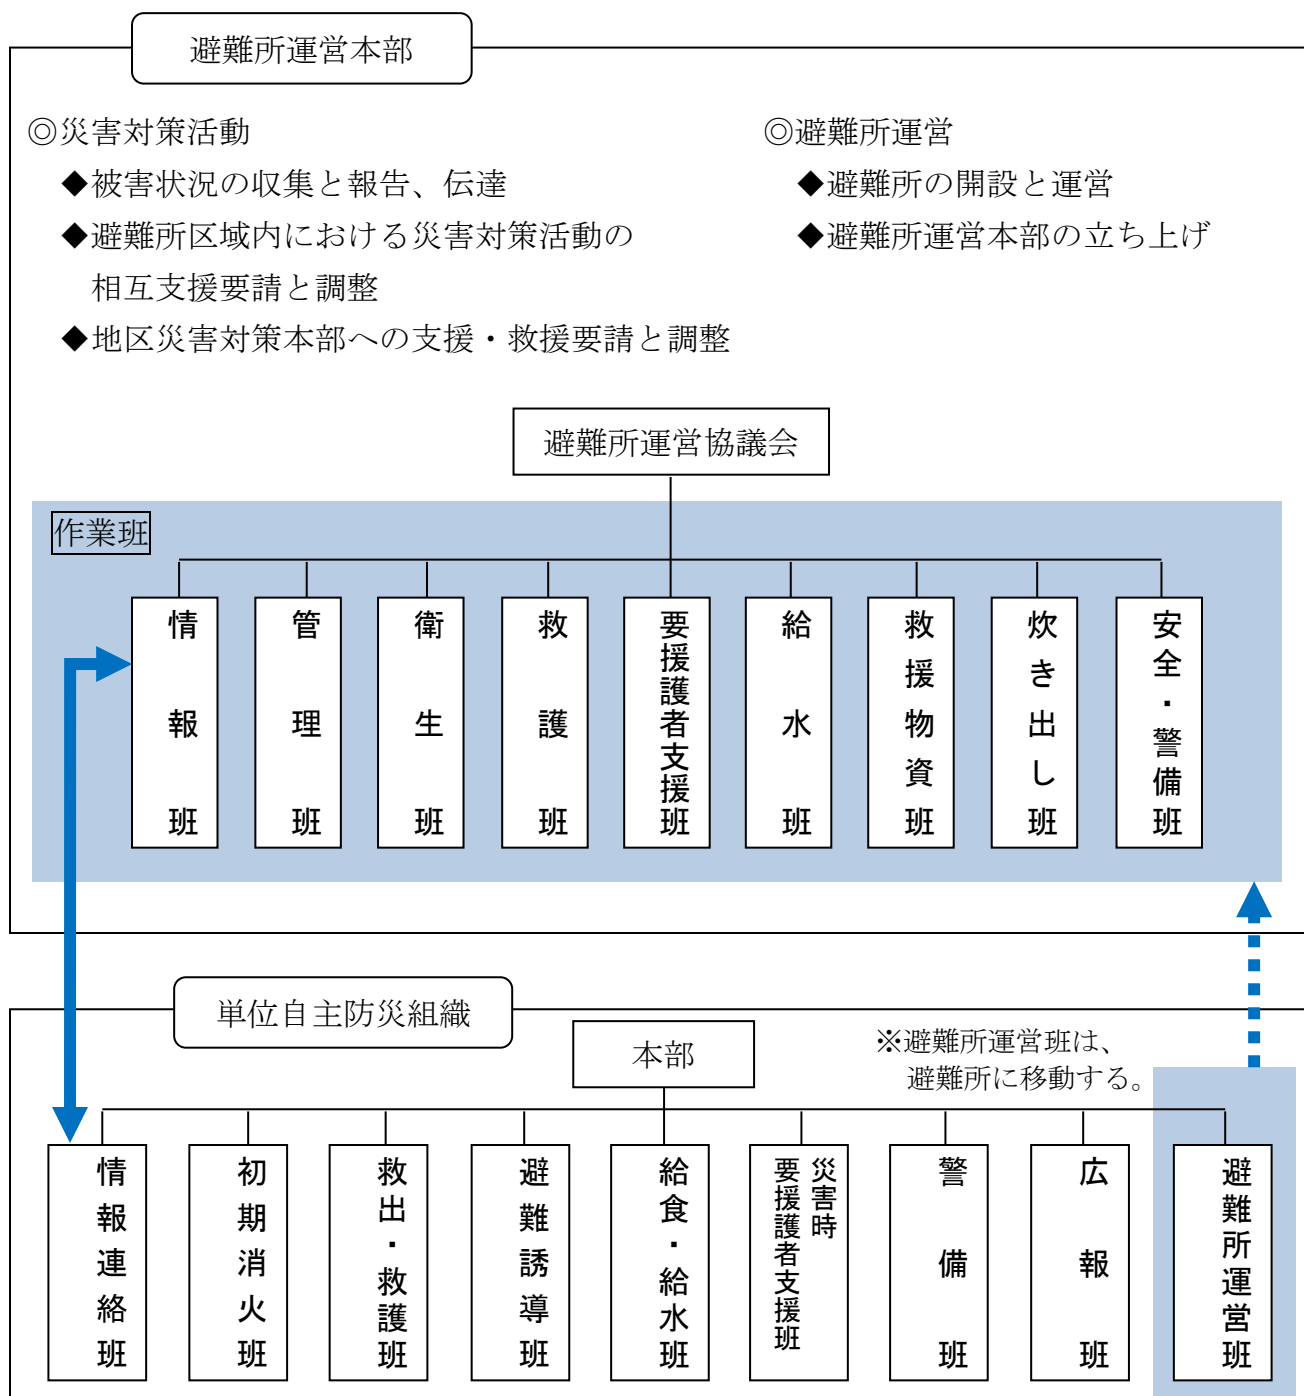 避難所運営本部
◎災害対策活動
◆被害状況の収集と報告、伝達
◆避難所区域内における災害対策活動の
相互支援要請と調整
◆地区災害対策本部への支援・救援要請と調整
◎避難所運営
◆避難所の開設と運営
◆避難所運営本部の立ち上げ
避難所運営協議会
作業班
情報班
管理班
衛生班
救護班
要援護者支援班
給水班
救援物資班
炊き出し班
安全・警備班
単位自主防災組織
本部
※避難所運営班は、
避難所に移動する。
情報連絡班
初期消火班
救出・救護班
避難誘導班
給食・給水班
災害時
要援護者支援班
警備班
広報班
避難所運営班